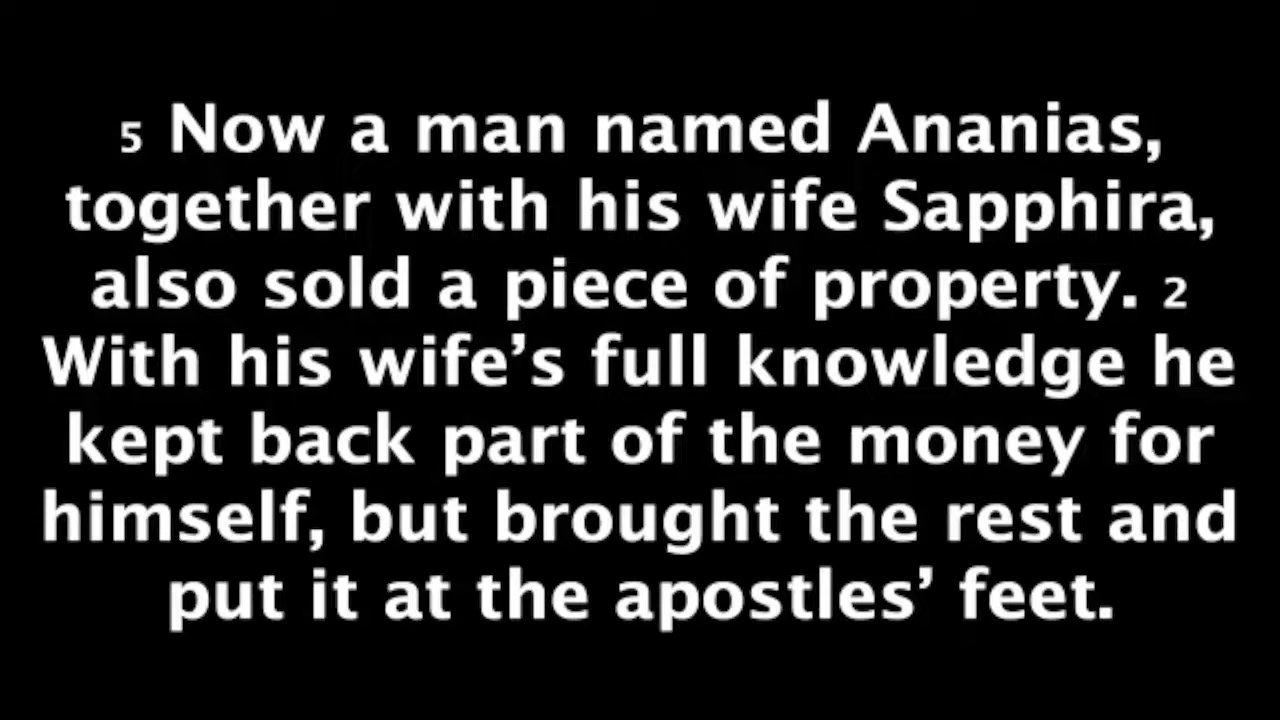 5 Now a man named Ananias,
together with his wife Sapphira,
also sold a piece of property. 2
With his wife’s full knowledge he
kept back part of the money for
himself, but brought the rest and
put it at the apostles’ feet.